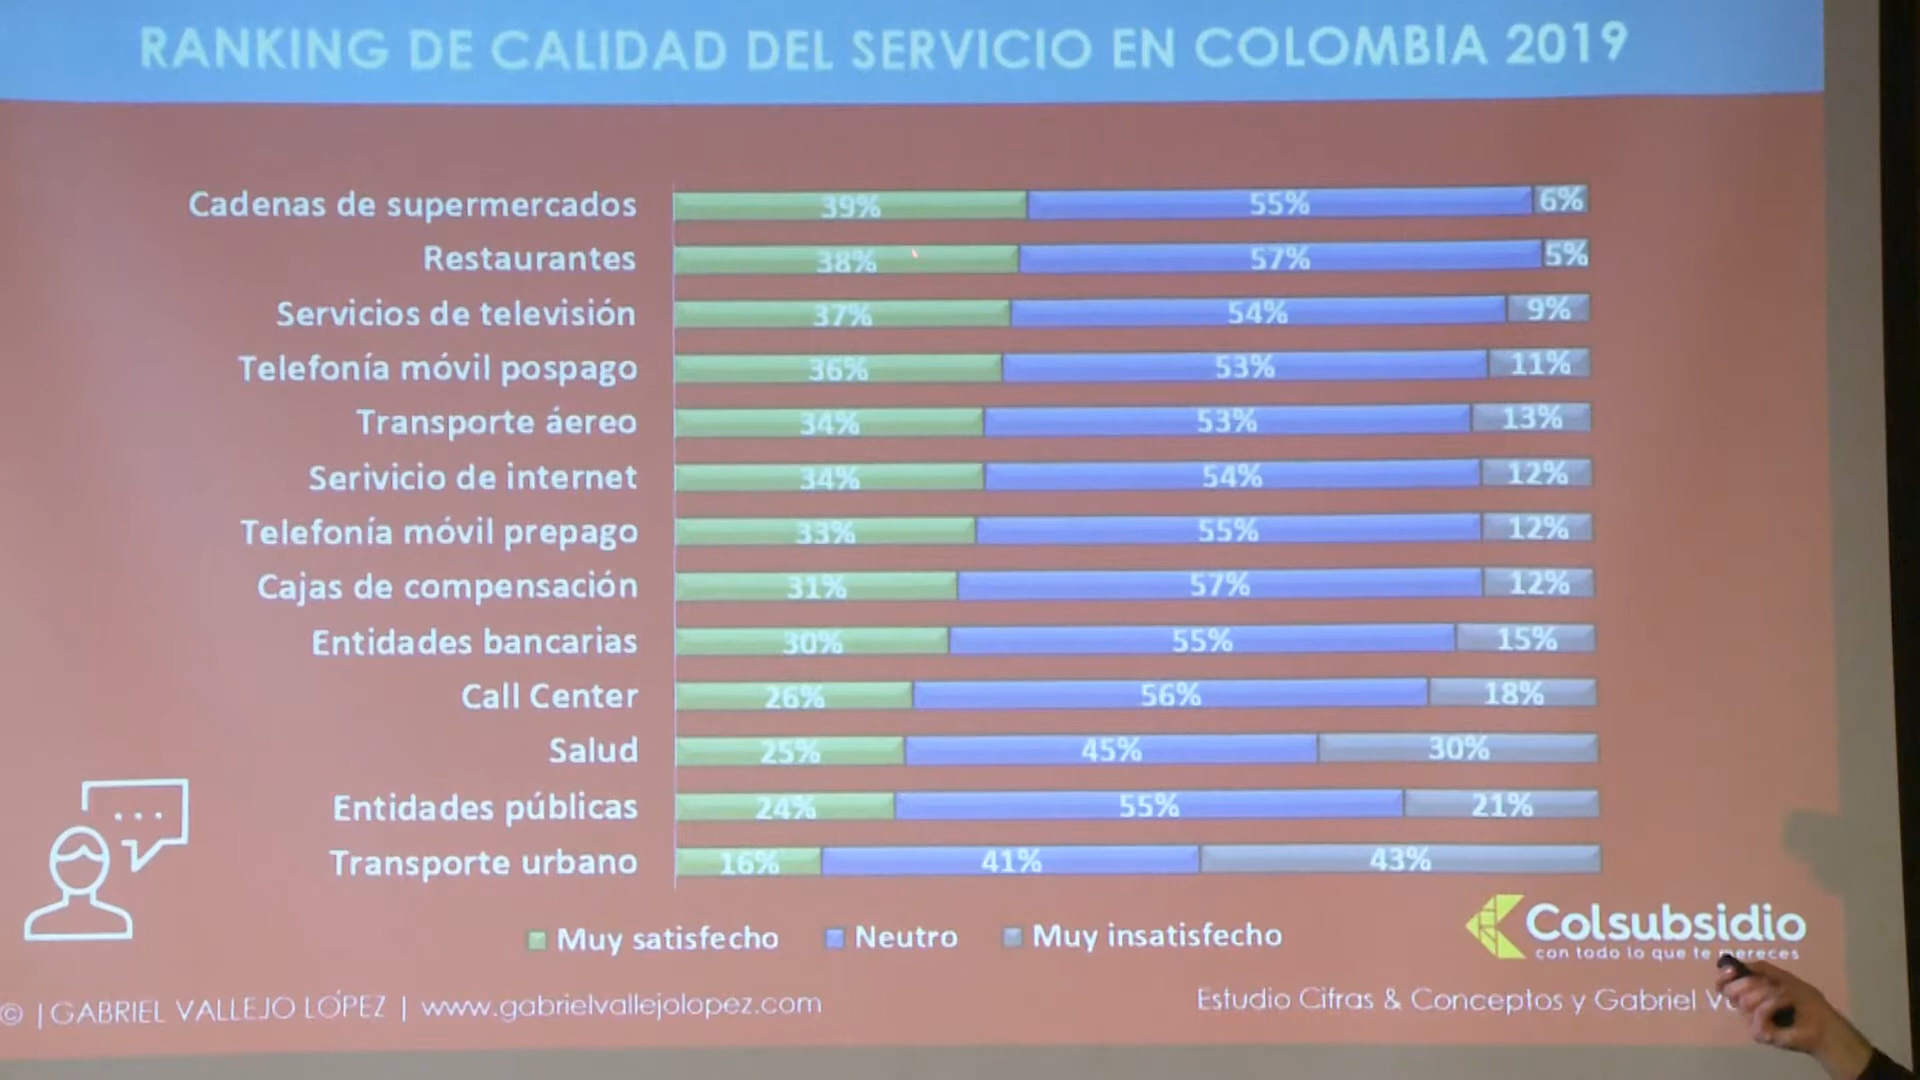 RANKING DE CALIDAD DEL SERVICIO EN COLOMBIA 2019
Cadenas de supermercados 39% 55% 6%
Restaurantes 38% 57% 5%
Servicios de televisión 37% 54% 9%
Telefonía móvil pospago 36% 53% 11%
Transporte áereo 34% 53% 13%
Serivicio de internet 34% 54% 12%
Telefonía móvil prepago 33% 55% 12%
Cajas de compensación 31% 57% 12%
Entidades bancarias 30% 55% 15%
Call Center 26% 56% 18%
Salud 25% 45% 30%
Entidades públicas 24% 55% 21%
Transporte urbano 16% 41% 43%
Muy satisfecho Neutro Muy insatisfecho
Colsubsidio
con todo lo que te mereces
© | GABRIEL VALLEJO LÓPEZ | www.gabrielvallejolopez.com
Estudio Cifras & Conceptos y Gabriel